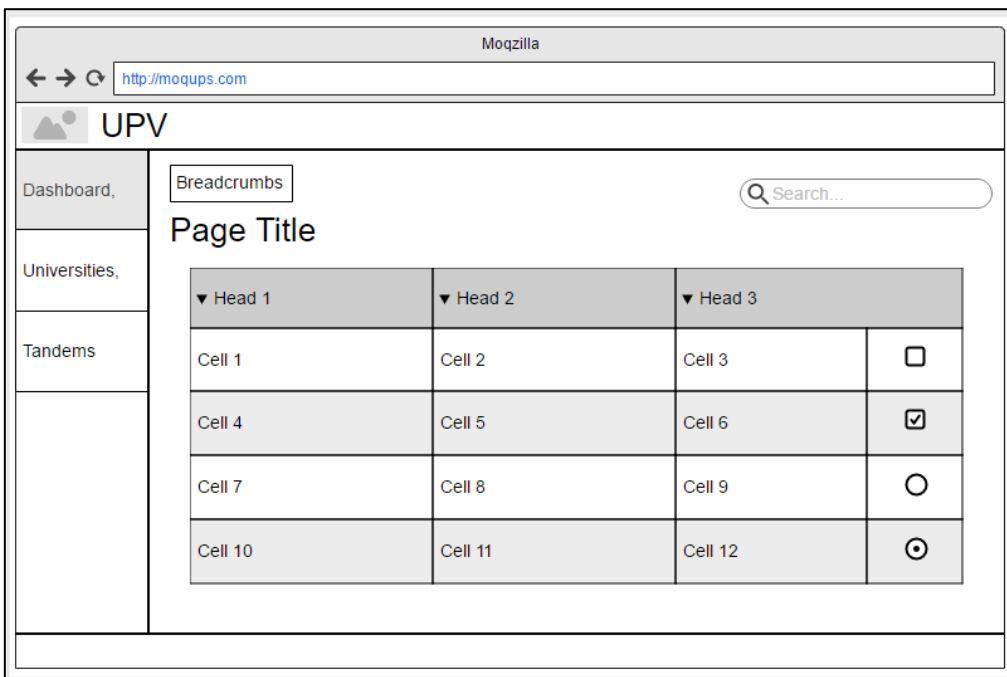 Moqzilla
http://moqups.com
UPV
Dashboard,
Universities,
Tandems
Breadcrumbs
Search...
Page Title
▼ Head 1 ▼ Head 2 ▼ Head 3
Cell 1 Cell 2 Cell 3
Cell 4 Cell 5 Cell 6
Cell 7 Cell 8 Cell 9
Cell 10 Cell 11 Cell 12